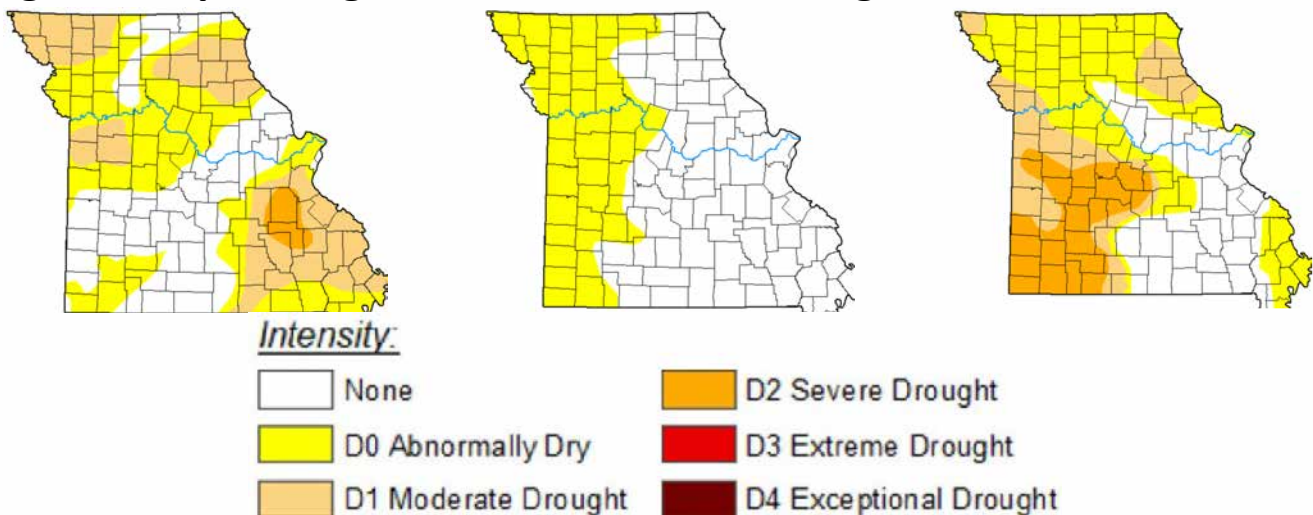 Intensity:
None
D0 Abnormally Dry
D1 Moderate Drought
D2 Severe Drought
D3 Extreme Drought
D4 Exceptional Drought